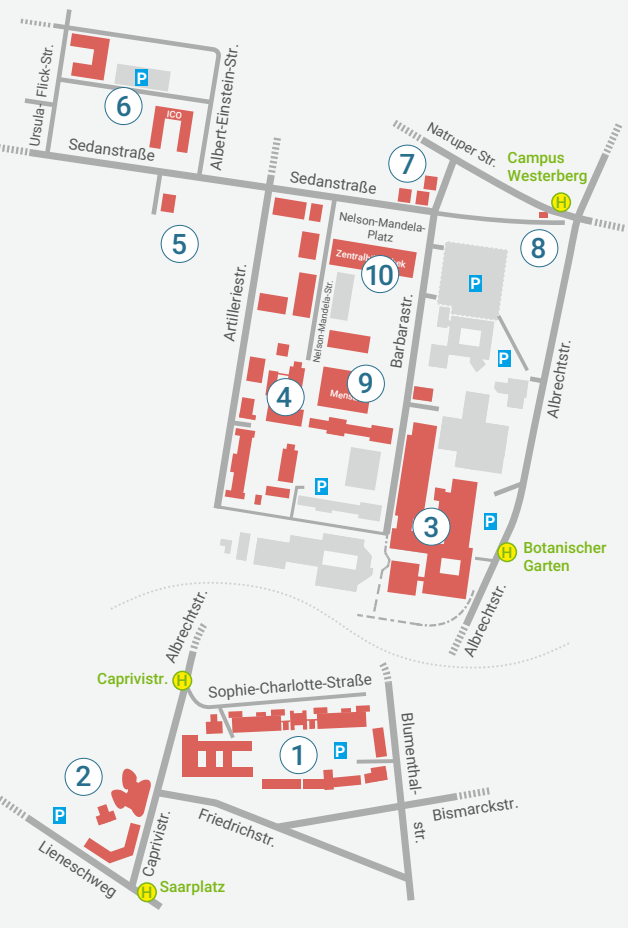 Ursula-
Flick-Str.
P
6
ICO
Albert-Einstein-Str.
Sedanstraße
5
Sedanstraße
7
Natruper Str.
Campus
Westerberg
H
8
Nelson-Mandela-
Platz
10
P
Artilleriestr.
Nelson-Mandela-Str.
Barbarastr.
P
Albrechtstr.
9
4
P
P
3
H
Botanischer
Garten
Albrechtstr.
Albrechtstr.
Caprivistr. H
Sophie-Charlotte-Straße
1
P
Blumenthal-
str.
2
P
Friedrichstr.
Bismarckstr.
Caprivistr.
Lieneschweg
H Saarplatz